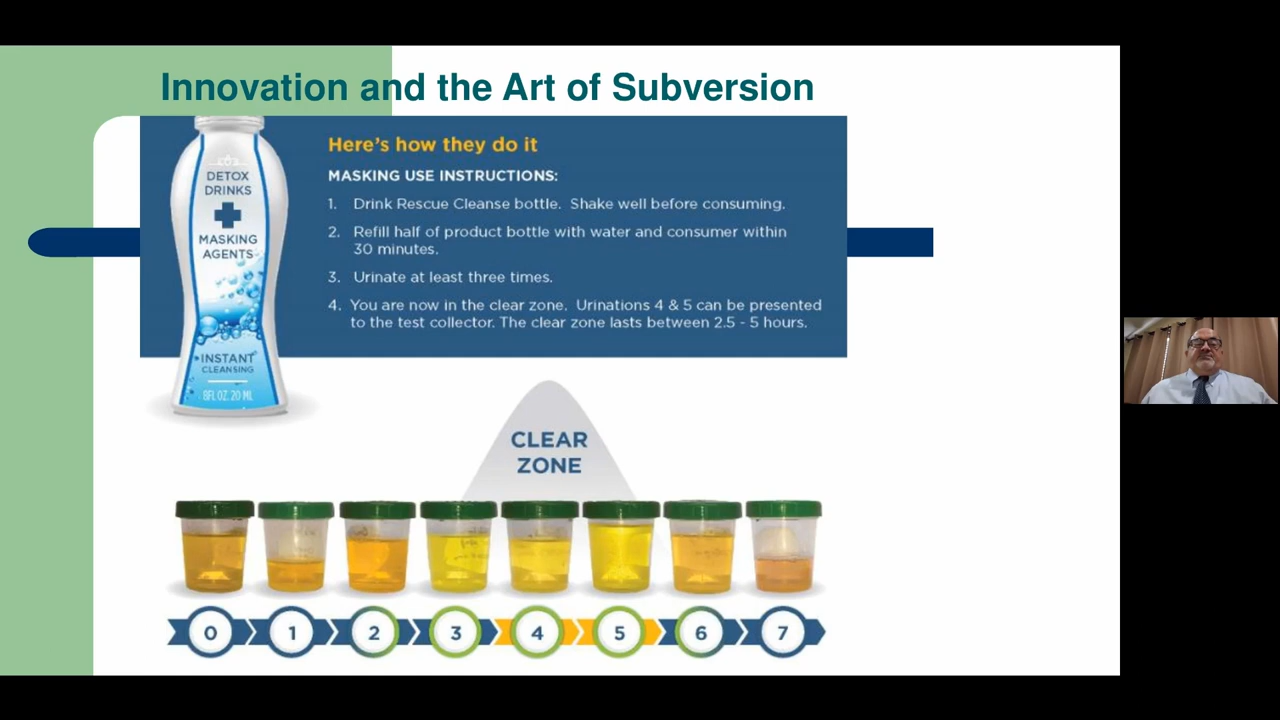 Innovation and the Art of Subversion
DETOX
DRINKS
MASKING
AGENTS
INSTANT
CLEANSING
8FL OZ. 20 ML
Here's how they do it
MASKING USE INSTRUCTIONS:
1. Drink Rescue Cleanse bottle. Shake well before consuming.
2. Refill half of product bottle with water and consumer within
30 minutes.
3. Urinate at least three times.
4. You are now in the clear zone. Urinations 4 & 5 can be presented
to the test collector. The clear zone lasts between 2.5 - 5 hours.
CLEAR
ZONE
0 1 2 3 4 5 6 7